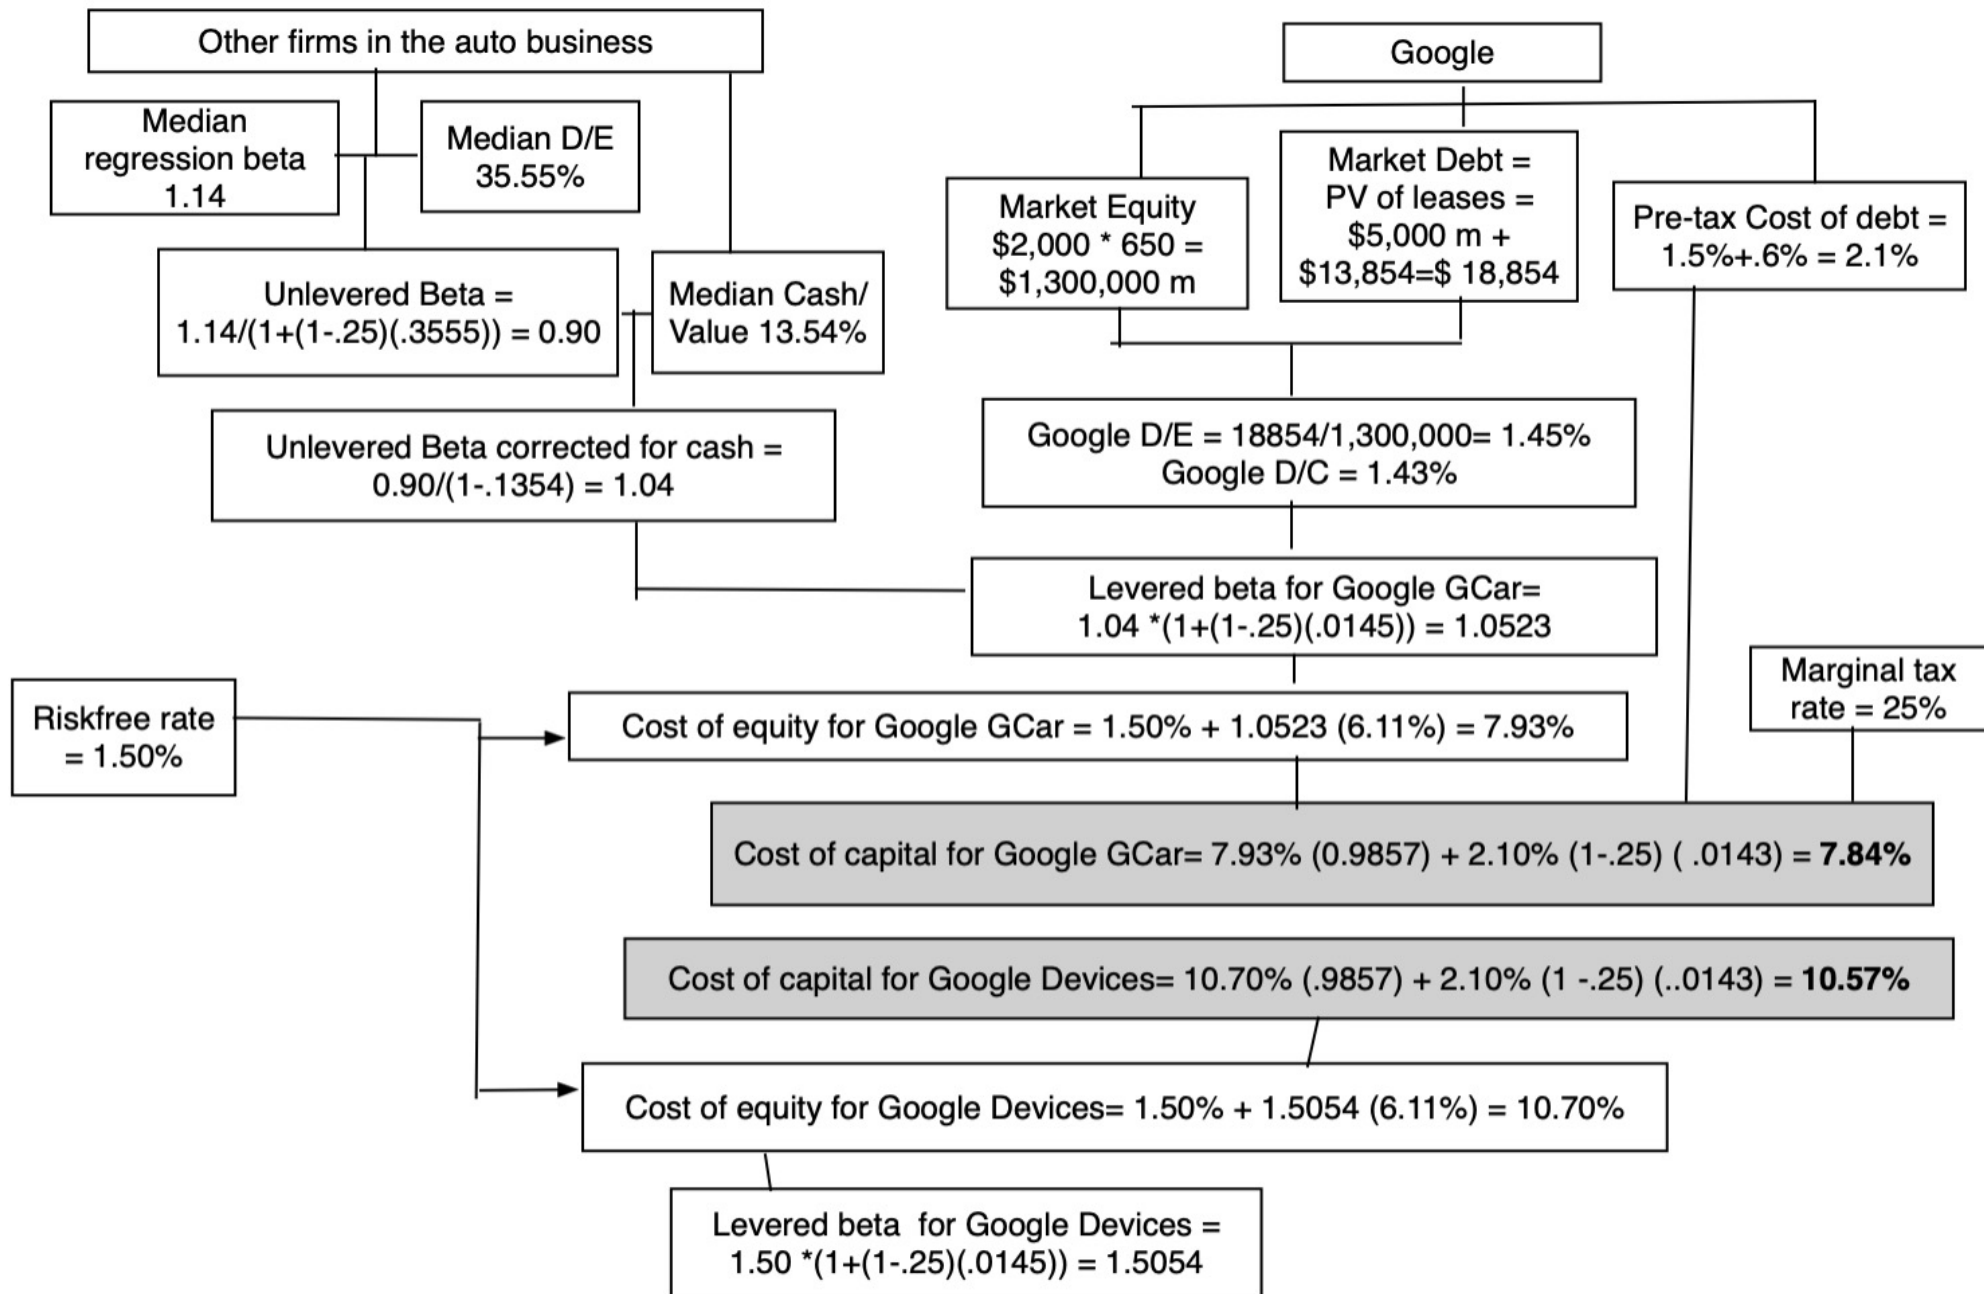 Other firms in the auto business
Median
regression beta
1.14
Median D/E
35.55%
Unlevered Beta =
1.14/(1+(1-.25)(.3555)) = 0.90
Median Cash/
Value 13.54%
Unlevered Beta corrected for cash =
0.90/(1-.1354) = 1.04
Google
Market Equity
$2,000 * 650 =
$1,300,000 m
Market Debt =
PV of leases =
$5,000 m +
$13,854=$ 18,854
Pre-tax Cost of debt =
1.5%+.6% = 2.1%
Google D/E = 18854/1,300,000= 1.45%
Google D/C = 1.43%
Levered beta for Google GCar=
1.04 *(1+(1-.25)(.0145)) = 1.0523
Marginal tax
rate = 25%
Riskfree rate
= 1.50%
Cost of equity for Google GCar = 1.50% + 1.0523 (6.11%) = 7.93%
Cost of capital for Google GCar= 7.93% (0.9857) + 2.10% (1-.25) ( .0143) = 7.84%
Cost of capital for Google Devices= 10.70% (.9857) + 2.10% (1 -.25) (..0143) = 10.57%
Cost of equity for Google Devices= 1.50% + 1.5054 (6.11%) = 10.70%
Levered beta  for Google Devices =
1.50 *(1+(1-.25)(.0145)) = 1.5054